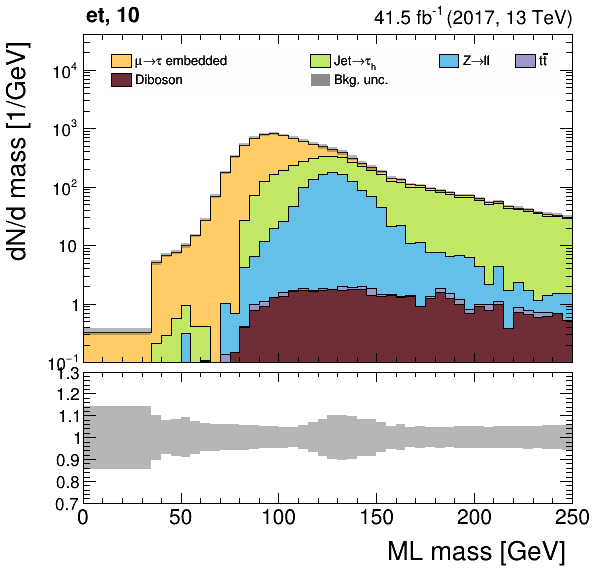 et, 10
41.5 fb⁻¹ (2017, 13 TeV)
dN/d mass [1/GeV]
10⁴
10³
10²
10
1
10⁻¹
μ→τ embedded
Jet→τₕ
Z→ll
tt̄
Diboson
Bkg. unc.
1.3
1.2
1.1
1
0.9
0.8
0.7
0 50 100 150 200 250
ML mass [GeV]